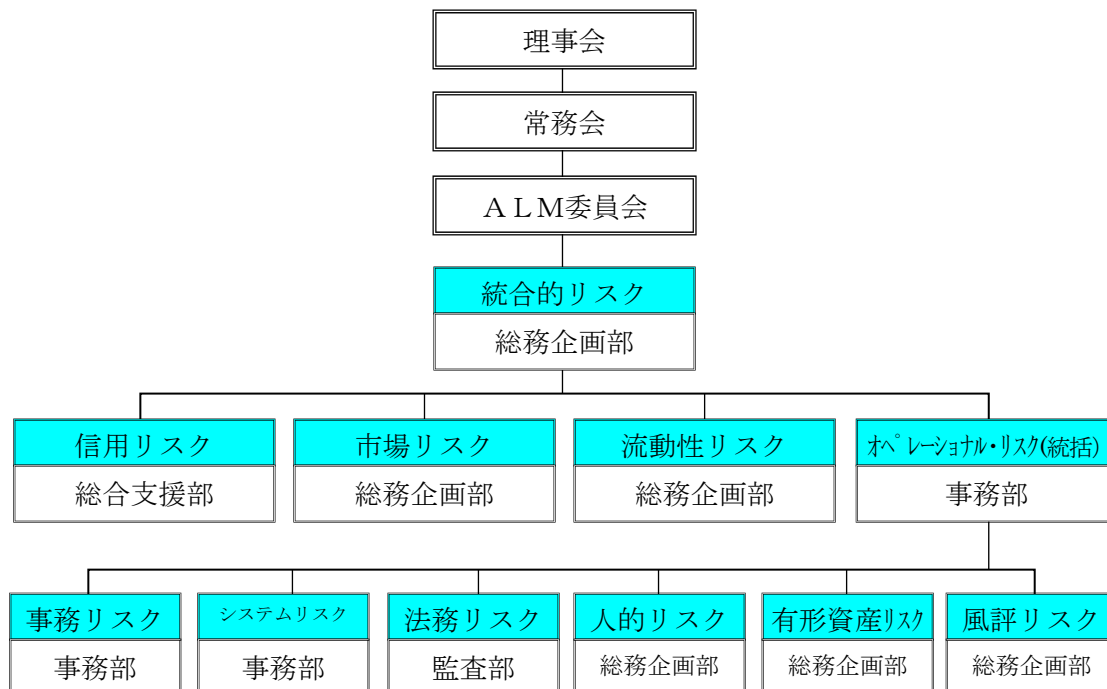 理事会
常務会
ＡＬＭ委員会
統合的リスク
総務企画部
信用リスク
総合支援部
市場リスク
総務企画部
流動性リスク
総務企画部
ｵﾍﾟﾚｰｼｮﾅﾙ・ﾘｽｸ(統括)
事務部
事務リスク
事務部
システムリスク
事務部
法務リスク
監査部
人的リスク
総務企画部
有形資産ﾘｽｸ
総務企画部
風評リスク
総務企画部